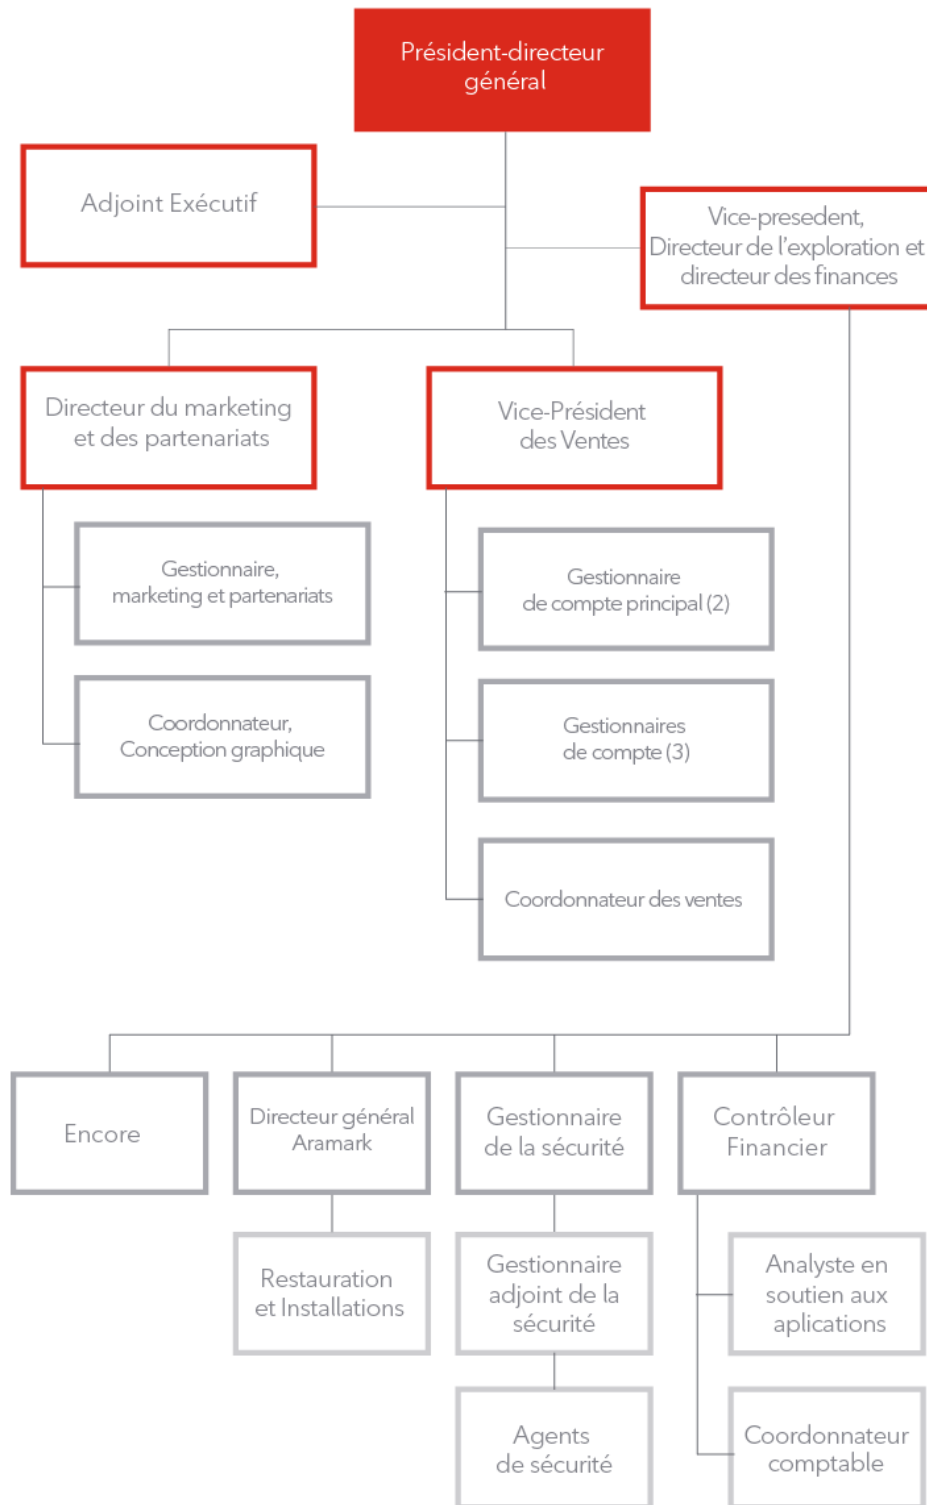 Président-directeur
général
Adjoint Exécutif
Vice-presédent,
Directeur de l'exploration et
directeur des finances
Directeur du marketing
et des partenariats
Vice-Président
des Ventes
Gestionnaire,
marketing et partenariats
Coordonnateur,
Conception graphique
Gestionnaire
de compte principal (2)
Gestionnaires
de compte (3)
Coordonnateur des ventes
Encore
Directeur général
Aramark
Gestionnaire
de la sécurité
Contrôleur
Financier
Restauration
et Installations
Gestionnaire
adjoint de la
sécurité
Agents
de sécurité
Analyste en
soutien aux
aplications
Coordonnateur
comptable